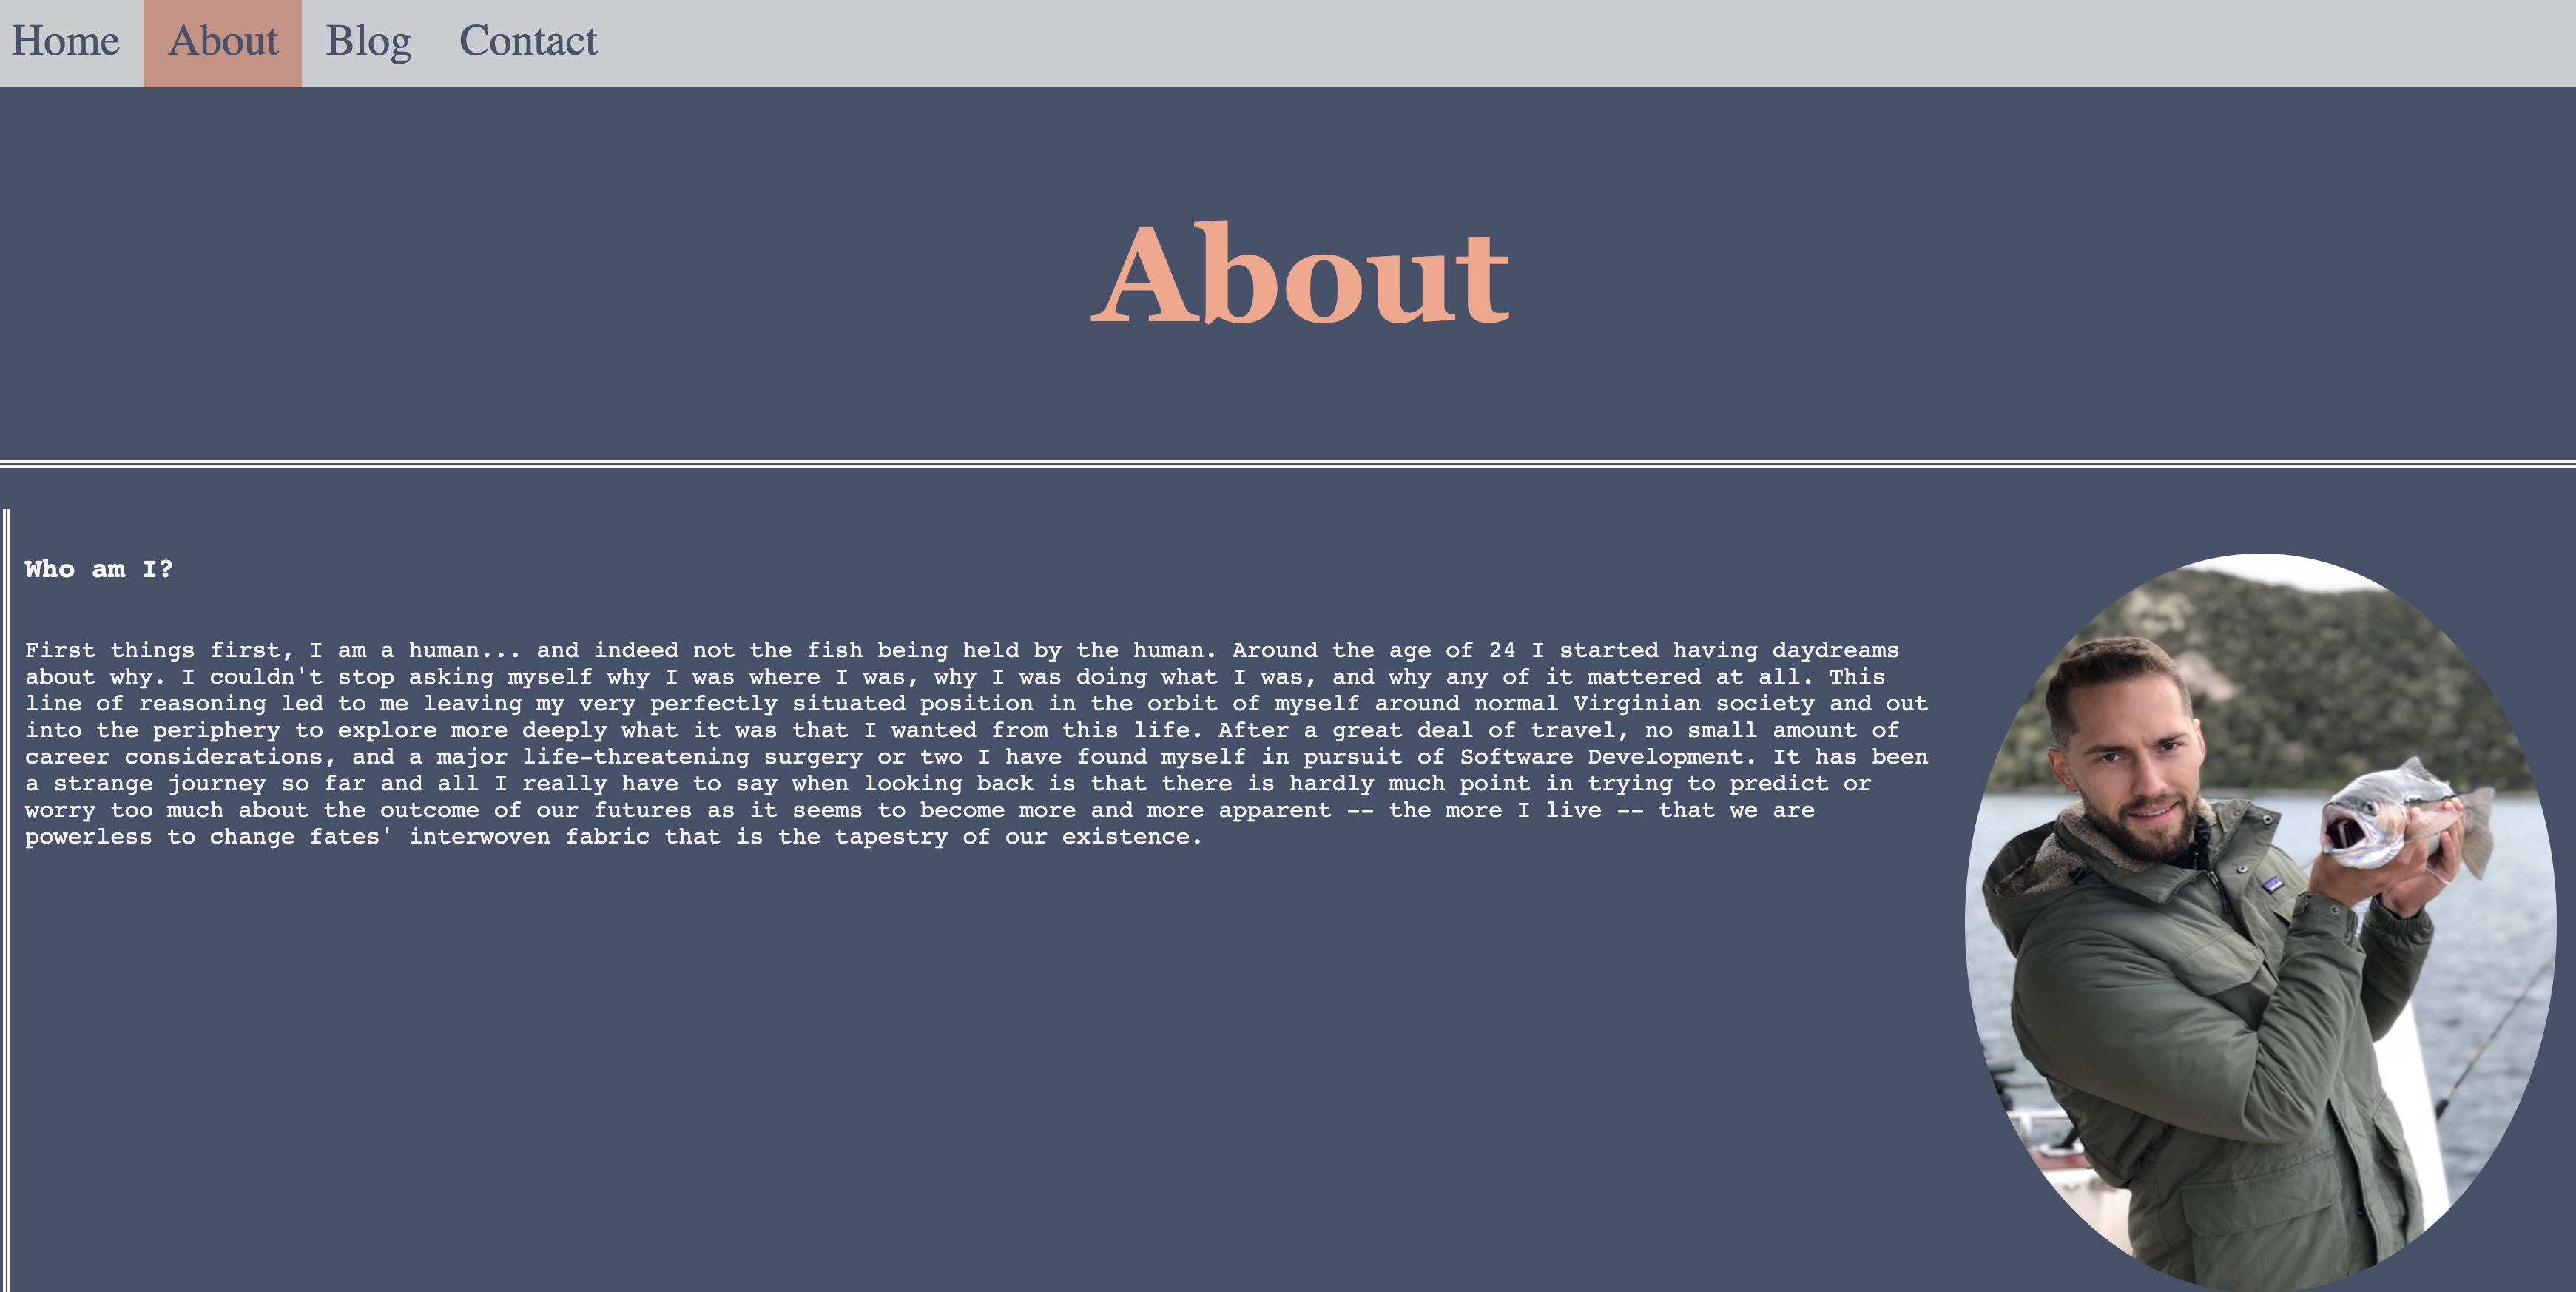 Home About Blog Contact
About
Who am I?
First things first, I am a human... and indeed not the fish being held by the human. Around the age of 24 I started having daydreams
about why. I couldn't stop asking myself why I was where I was, why I was doing what I was, and why any of it mattered at all. This
line of reasoning led to me leaving my very perfectly situated position in the orbit of myself around normal Virginian society and out
into the periphery to explore more deeply what it was that I wanted from this life. After a great deal of travel, no small amount of
career considerations, and a major life-threatening surgery or two I have found myself in pursuit of Software Development. It has been
a strange journey so far and all I really have to say when looking back is that there is hardly much point in trying to predict or
worry too much about the outcome of our futures as it seems to become more and more apparent -- the more I live -- that we are
powerless to change fates' interwoven fabric that is the tapestry of our existence.